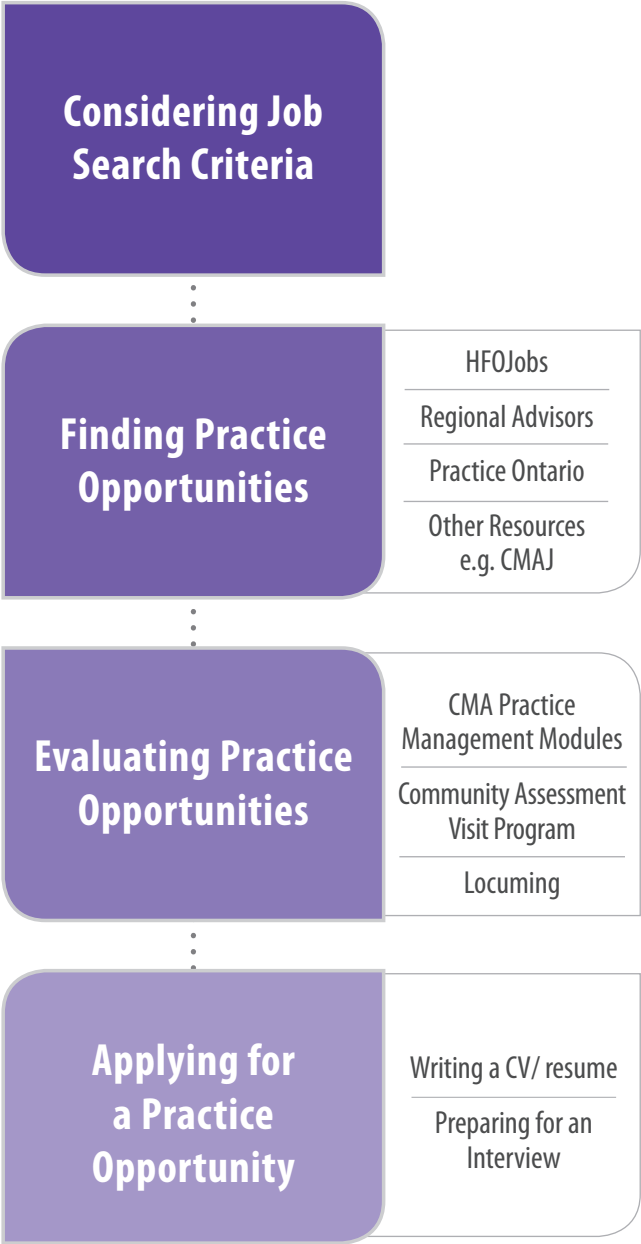 Considering Job
Search Criteria
Finding Practice
Opportunities
HFOJobs
Regional Advisors
Practice Ontario
Other Resources
e.g. CMAJ
Evaluating Practice
Opportunities
CMA Practice
Management Modules
Community Assessment
Visit Program
Locuming
Applying for
a Practice
Opportunity
Writing a CV/ resume
Preparing for an
Interview